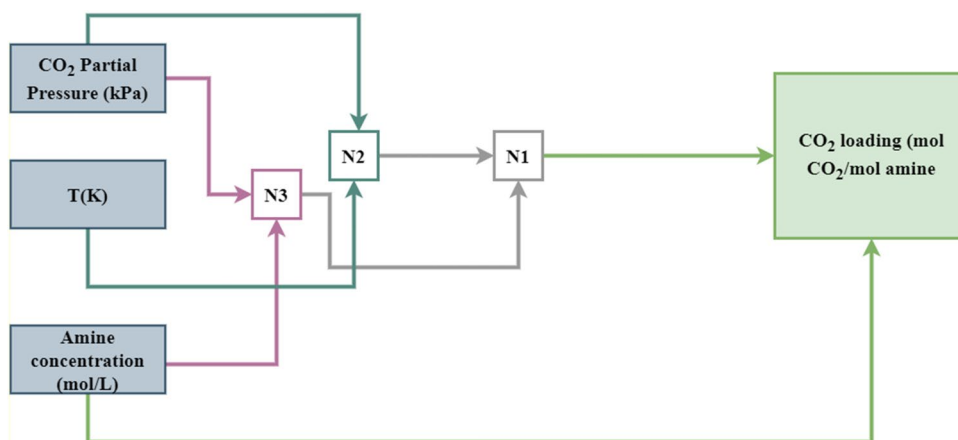 CO₂ Partial
Pressure (kPa)
T(K)
Amine
concentration
(mol/L)
N3
N2
N1
CO₂ loading (mol
CO₂/mol amine